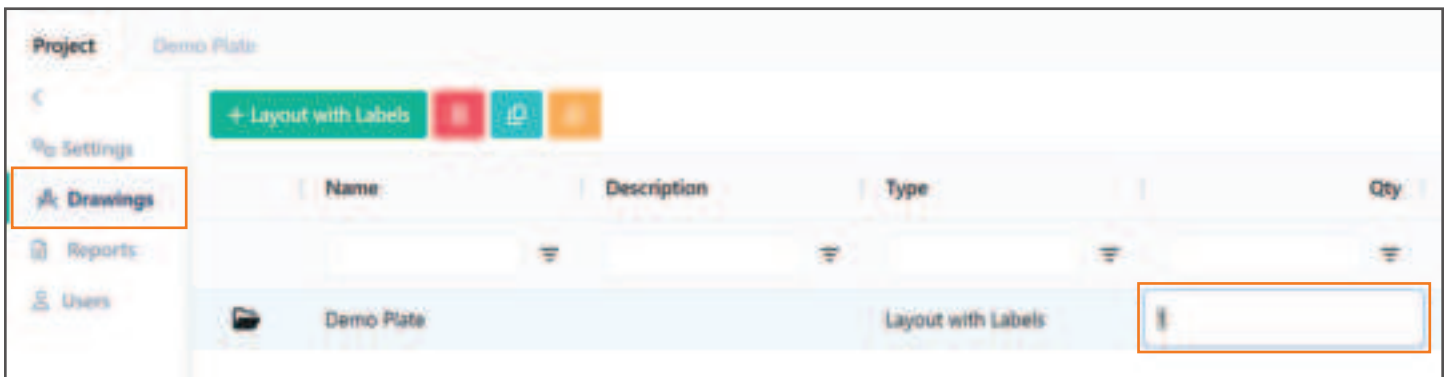 Project Demo Plate
+ Layout with Labels
Settings
Drawings
Name Description Type Qty
Reports
Users
Demo Plate Layout with Labels 1